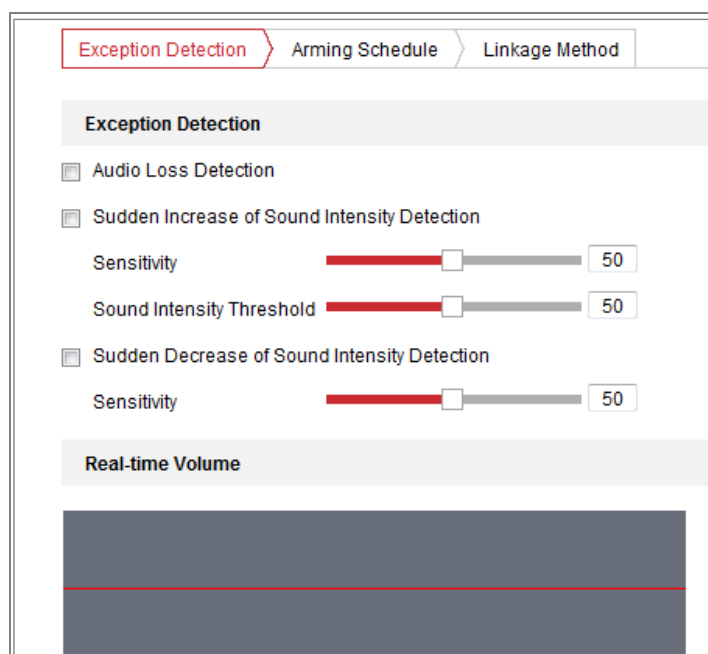 Exception Detection Arming Schedule Linkage Method
Exception Detection
Audio Loss Detection
Sudden Increase of Sound Intensity Detection
Sensitivity 50
Sound Intensity Threshold 50
Sudden Decrease of Sound Intensity Detection
Sensitivity 50
Real-time Volume